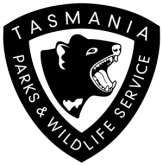 TASMANIA
PARKS & WILDLIFE SERVICE